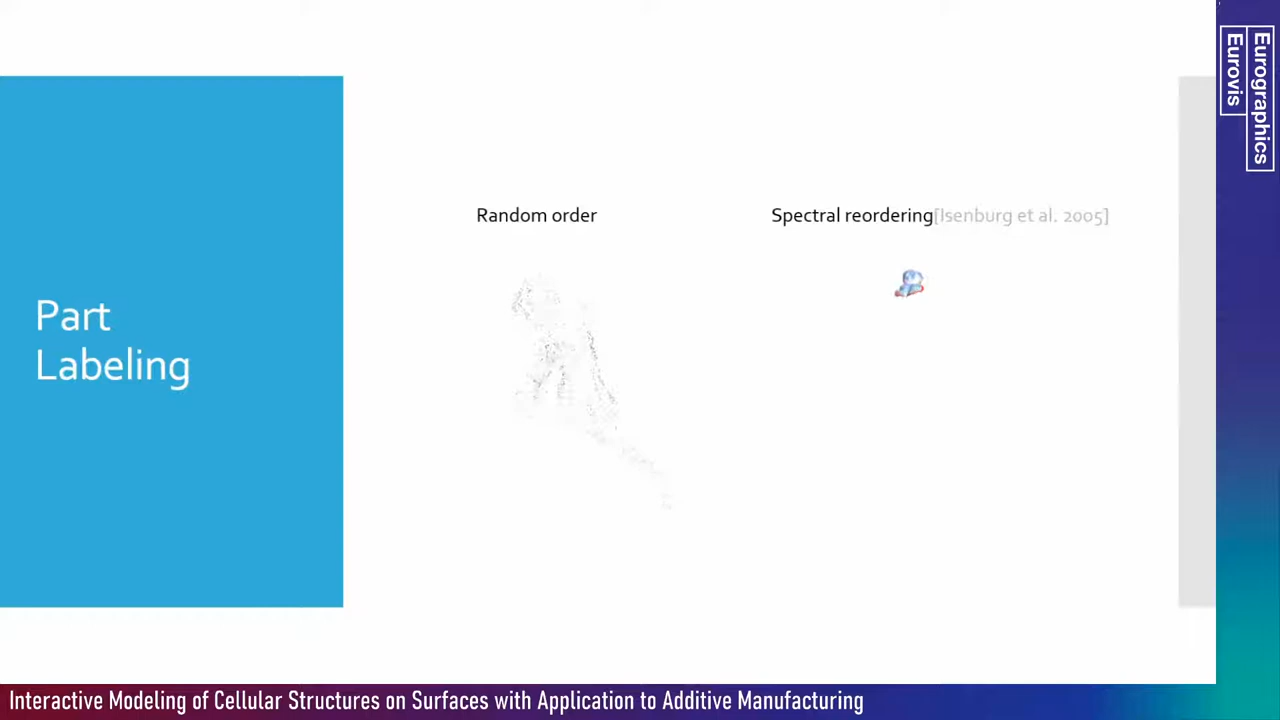 Part
Labeling
Random order
Spectral reordering[Isenburg et al. 2005]
Eurographics
Eurovis
Interactive Modeling of Cellular Structures on Surfaces with Application to Additive Manufacturing